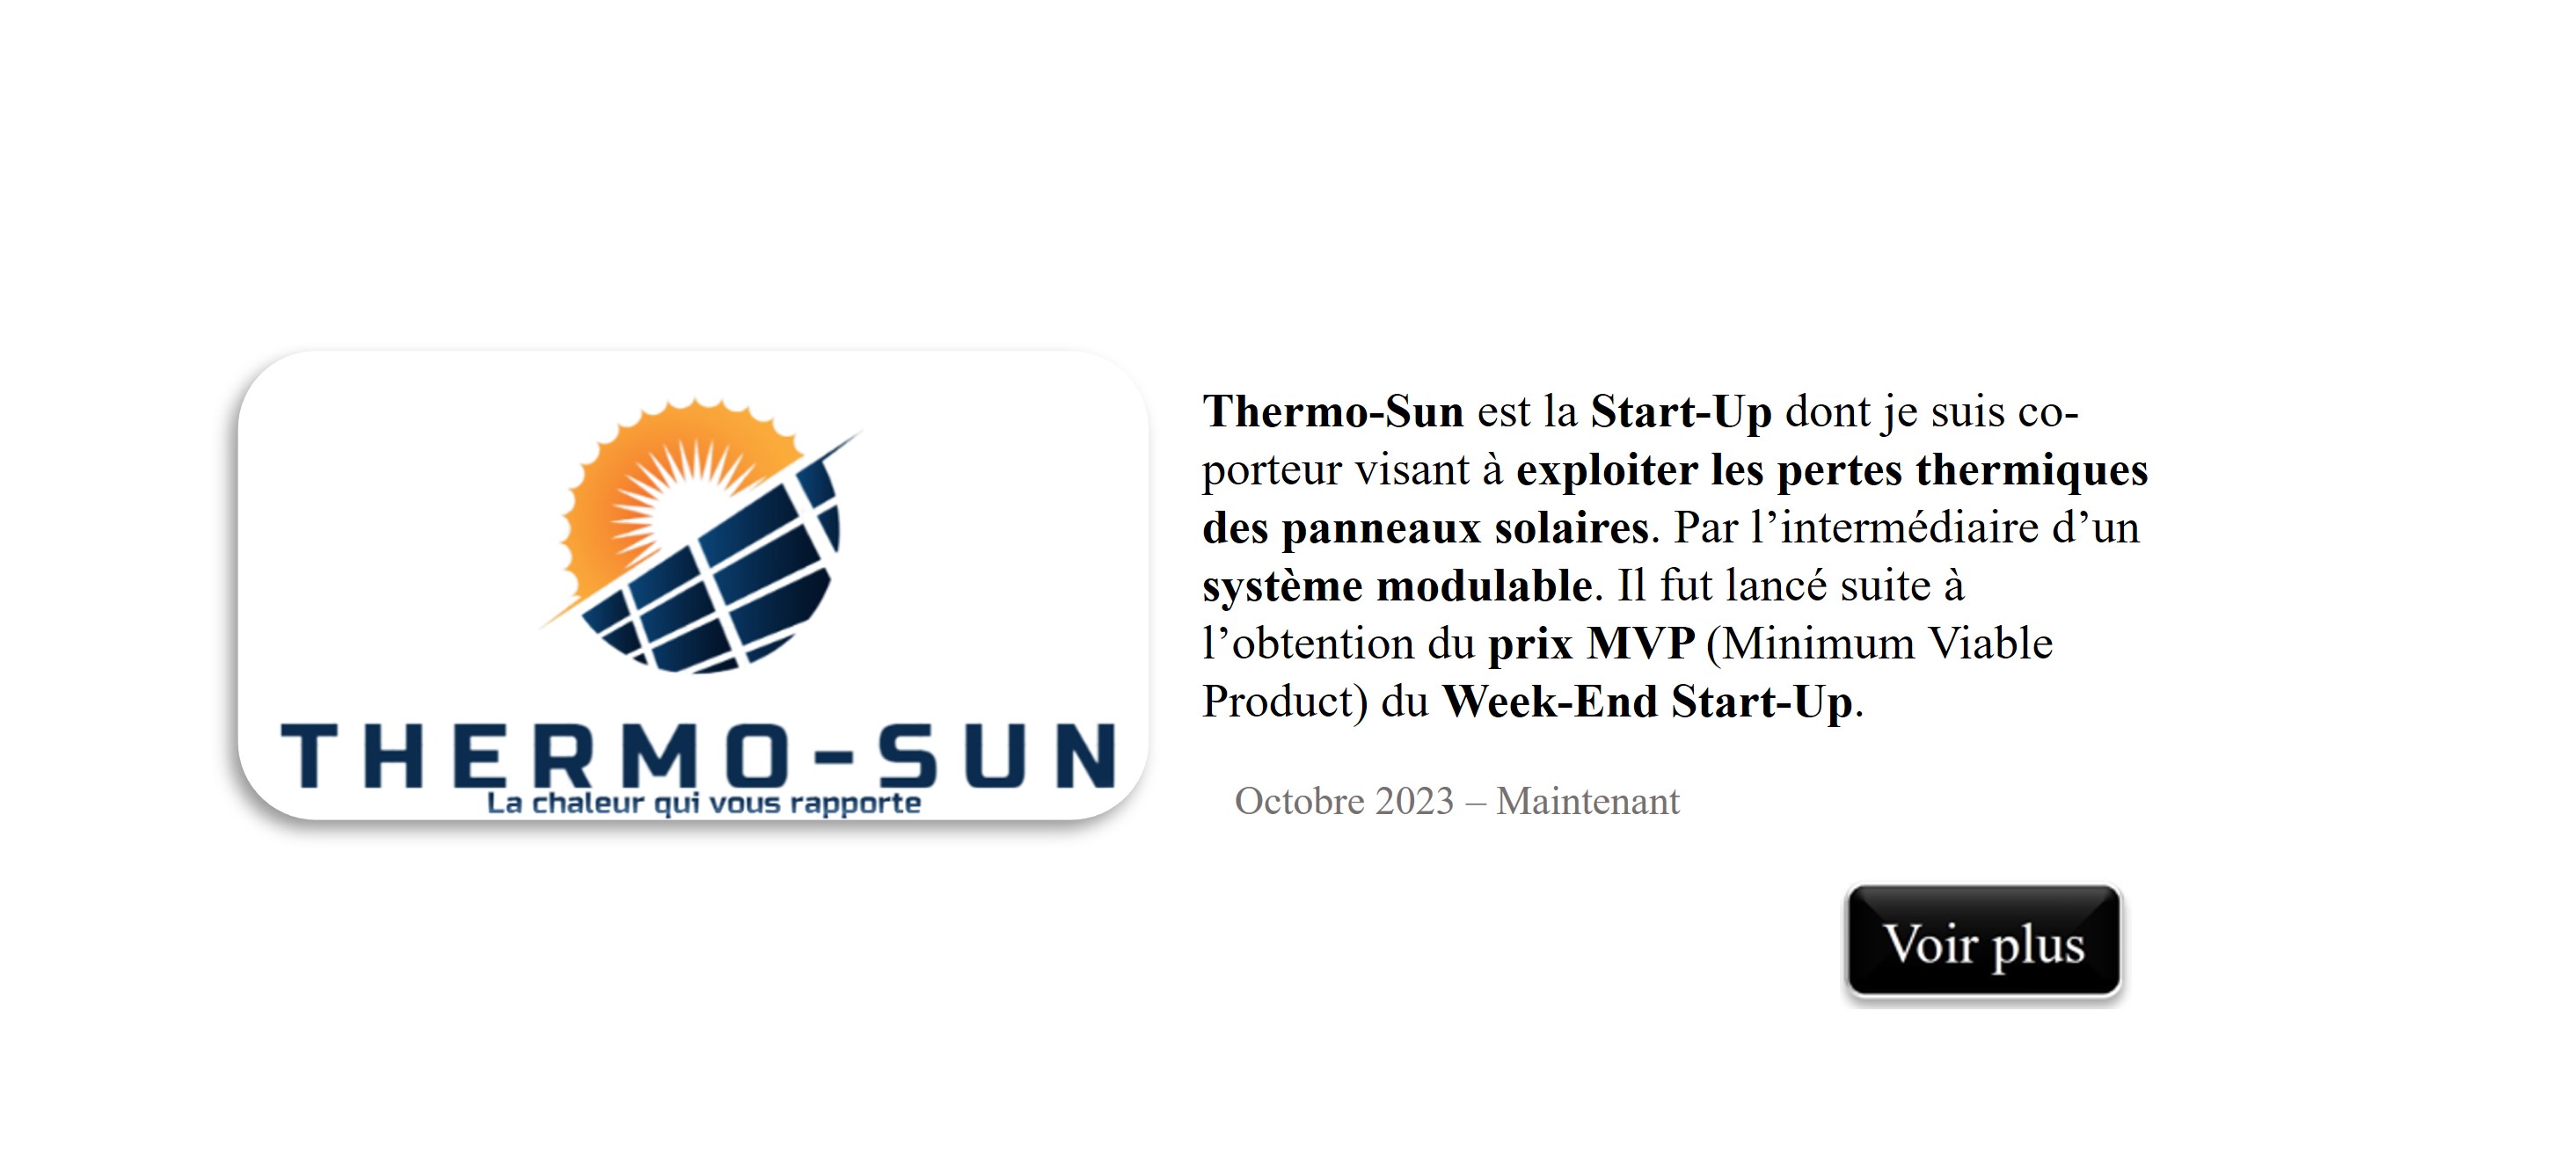 THERMO-SUN
La chaleur qui vous rapporte
Thermo-Sun est la Start-Up dont je suis co-
porteur visant à exploiter les pertes thermiques
des panneaux solaires. Par l’intermédiaire d’un
système modulable. Il fut lancé suite à
l’obtention du prix MVP (Minimum Viable
Product) du Week-End Start-Up.
Octobre 2023 – Maintenant
Voir plus